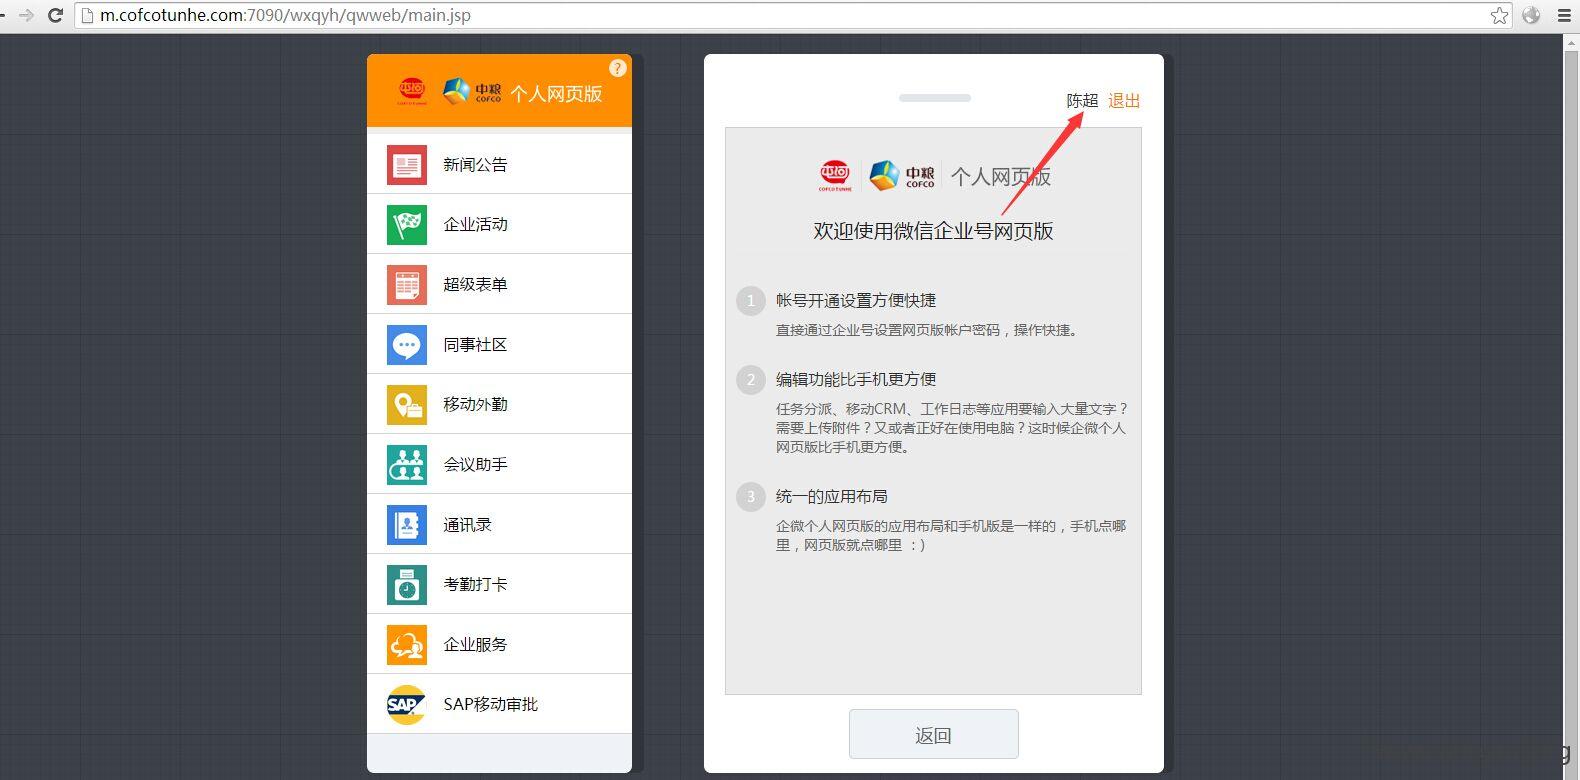 m.cofcotunhe.com:7090/wxqyh/qwweb/main.jsp
?
屯河
COFCO TUNHE
中粮
COFCO
个人网页版
新闻公告
企业活动
超级表单
同事社区
移动外勤
会议助手
通讯录
考勤打卡
企业服务
SAP
SAP移动审批
陈超 退出
屯河
COFCO TUNHE
中粮
COFCO
个人网页版
欢迎使用微信企业号网页版
1 帐号开通设置方便快捷
直接通过企业号设置网页版帐户密码，操作快捷。
2 编辑功能比手机更方便
任务分派、移动CRM、工作日志等应用要输入大量文字？
需要上传附件？又或者正好在使用电脑？这时候企微个人
网页版比手机更方便。
3 统一的应用布局
企微个人网页版的应用布局和手机版是一样的，手机点哪
里，网页版就点哪里 ：)
返回